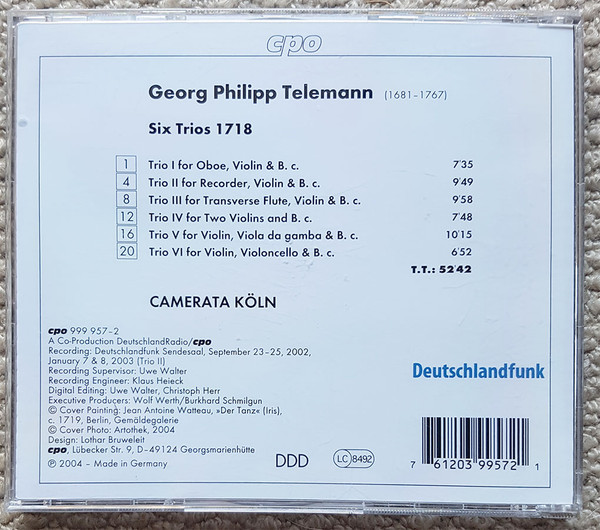 cpo
Georg Philipp Telemann (1681–1767)
Six Trios 1718
1 Trio I for Oboe, Violin & B. c. 7'35
4 Trio II for Recorder, Violin & B. c. 9'49
8 Trio III for Transverse Flute, Violin & B. c. 9'58
12 Trio IV for Two Violins and B. c. 7'48
16 Trio V for Violin, Viola da gamba & B. c. 10'15
20 Trio VI for Violin, Violoncello & B. c. 6'52
T.T.: 52'42
CAMERATA KÖLN
cpo 999 957–2
A Co-Production DeutschlandRadio/cpo
Recording: Deutschlandfunk Sendesaal, September 23–25, 2002,
January 7 & 8, 2003 (Trio II)
Recording Supervisor: Uwe Walter
Recording Engineer: Klaus Heieck
Digital Editing: Uwe Walter, Christoph Herr
Executive Producers: Wolf Werth/Burkhard Schmilgun
© Cover Painting: Jean Antoine Watteau, »Der Tanz« (Iris),
c. 1719, Berlin, Gemäldegalerie
© Cover Photo: Artothek, 2004
Design: Lothar Bruweleit
cpo, Lübecker Str. 9, D–49124 Georgsmarienhütte
℗ 2004 – Made in Germany
Deutschlandfunk
DDD
LC 8492
7 61203 99572 1